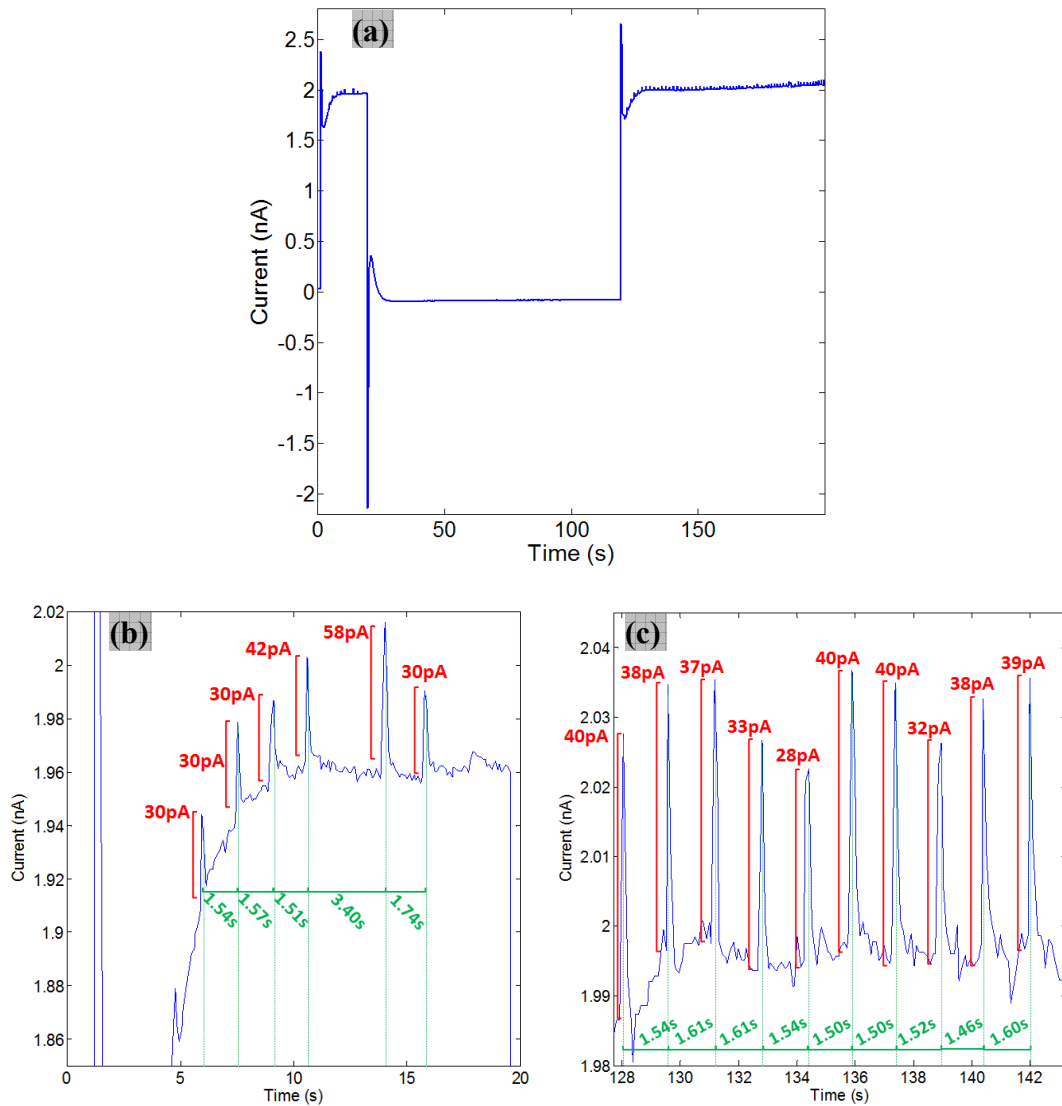 (a)
2.5
2
1.5
1
0.5
0
-0.5
-1
-1.5
-2
Current (nA)
0 50 100 150
Time (s)
(b)
2.02
2
1.98
1.96
1.94
1.92
1.9
1.88
1.86
Current (nA)
30pA
30pA
30pA
42pA
58pA
30pA
1.54s
1.57s
1.51s
3.40s
1.74s
0 5 10 15 20
Time (s)
(c)
2.04
2.03
2.02
2.01
2
1.99
1.98
Current (nA)
40pA
38pA
37pA
33pA
28pA
40pA
40pA
32pA
38pA
39pA
1.54s
1.61s
1.61s
1.54s
1.50s
1.50s
1.52s
1.46s
1.60s
128 130 132 134 136 138 140 142
Time (s)